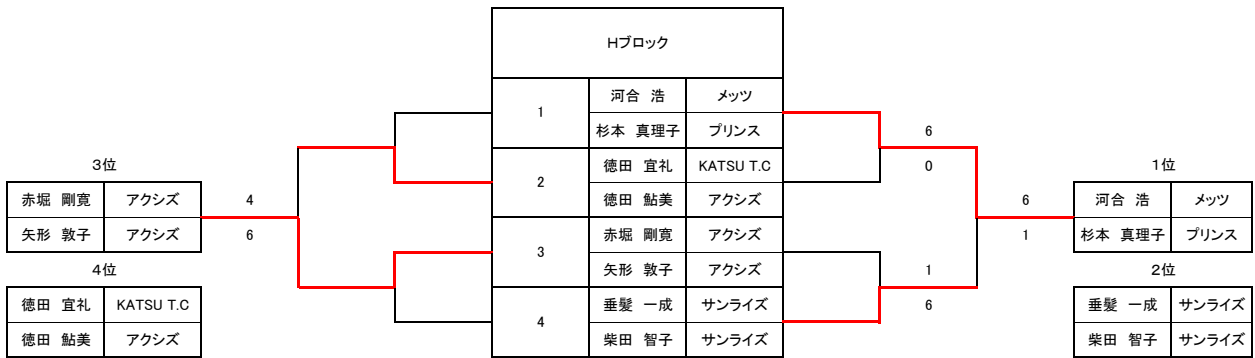 Hブロック
1 河合 浩 メッツ
杉本 真理子 プリンス
2 徳田 宜礼 KATSU T.C
徳田 鮎美 アクシズ
3 赤堀 剛寛 アクシズ
矢形 敦子 アクシズ
4 垂髪 一成 サンライズ
柴田 智子 サンライズ
3位
赤堀 剛寛 アクシズ
矢形 敦子 アクシズ
4位
徳田 宜礼 KATSU T.C
徳田 鮎美 アクシズ
4
6
6
0
1
6
6
1
1位
河合 浩 メッツ
杉本 真理子 プリンス
2位
垂髪 一成 サンライズ
柴田 智子 サンライズ